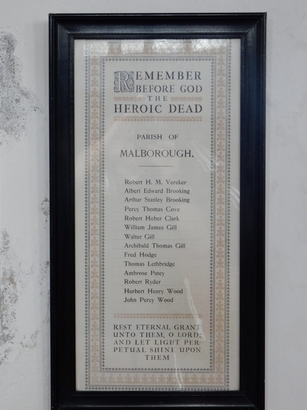 REMEMBER
BEFORE GOD
THE
HEROIC DEAD
PARISH OF
MALBOROUGH.
Robert H. M. Vereker
Albert Edward Brooking
Arthur Stanley Brooking
Percy Thomas Cove
Robert Heber Clark
William James Gill
Walter Gill
Archibald Thomas Gill
Fred Hodge
Thomas Lethbridge
Ambrose Putey
Robert Ryder
Herbert Henry Wood
John Percy Wood
REST ETERNAL GRANT
UNTO THEM, O LORD,
AND LET LIGHT PER-
PETUAL SHINE UPON
THEM